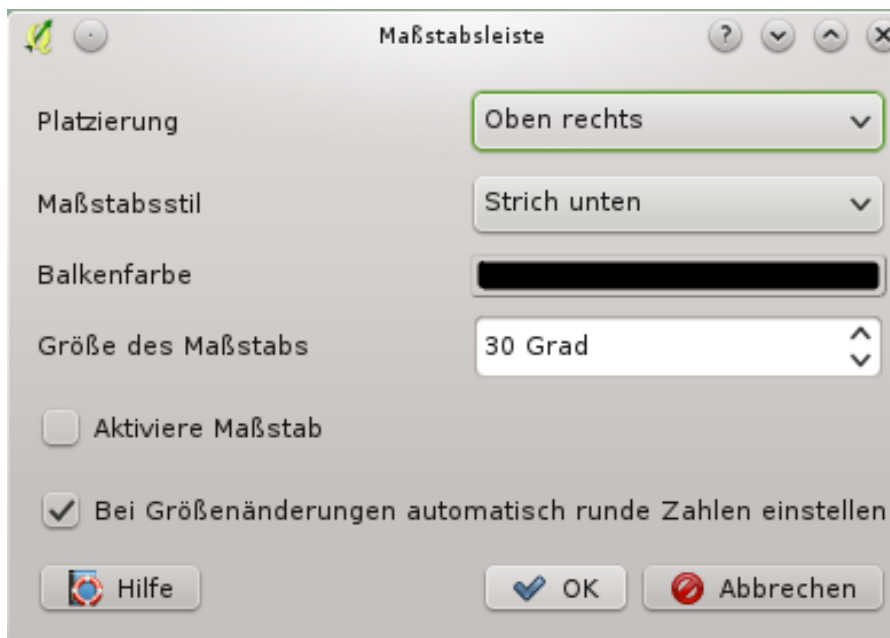 Maßstabsleiste
Platzierung
Oben rechts
Maßstabsstil
Strich unten
Balkenfarbe
Größe des Maßstabs
30 Grad
Aktiviere Maßstab
Bei Größenänderungen automatisch runde Zahlen einstellen
Hilfe
OK
Abbrechen